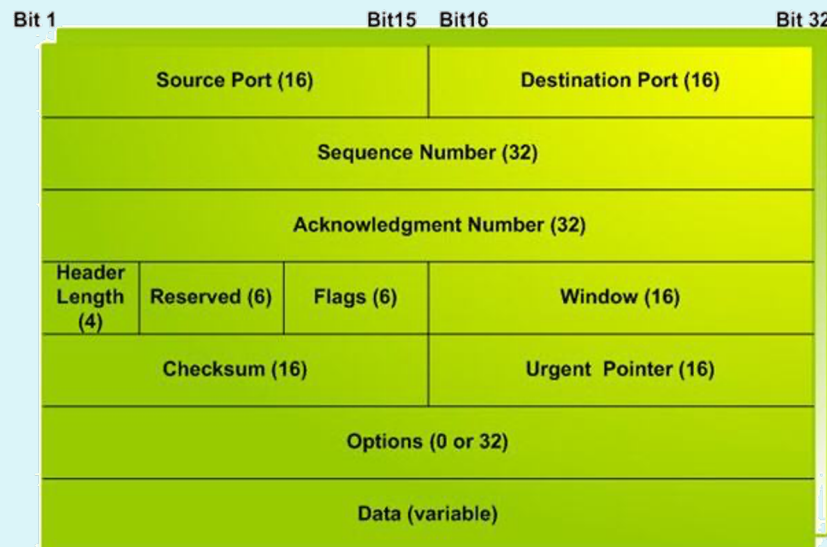 Bit 1 Bit15 Bit16 Bit 32
Source Port (16) Destination Port (16)
Sequence Number (32)
Acknowledgment Number (32)
Header
Length
(4)
Reserved (6) Flags (6) Window (16)
Checksum (16) Urgent Pointer (16)
Options (0 or 32)
Data (variable)